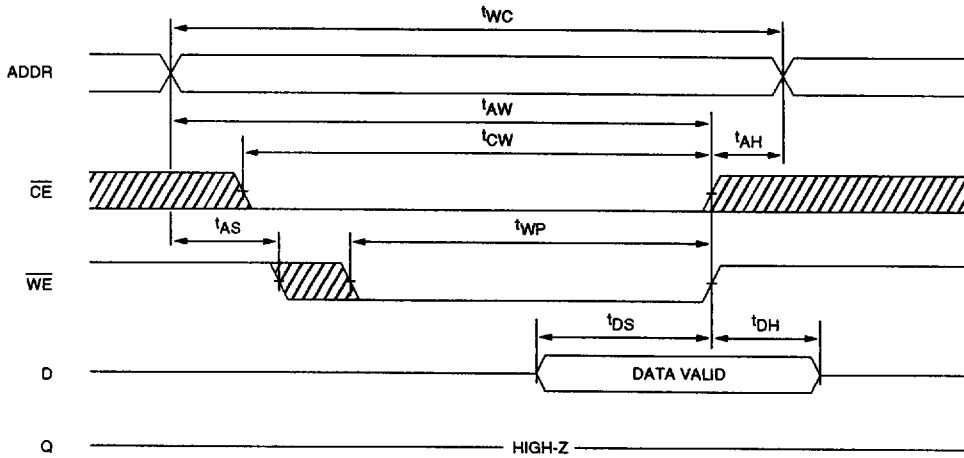 tWC
ADDR
tAW
tCW
tAH
CE
tAS
tWP
WE
tDS
tDH
D
DATA VALID
Q
HIGH-Z